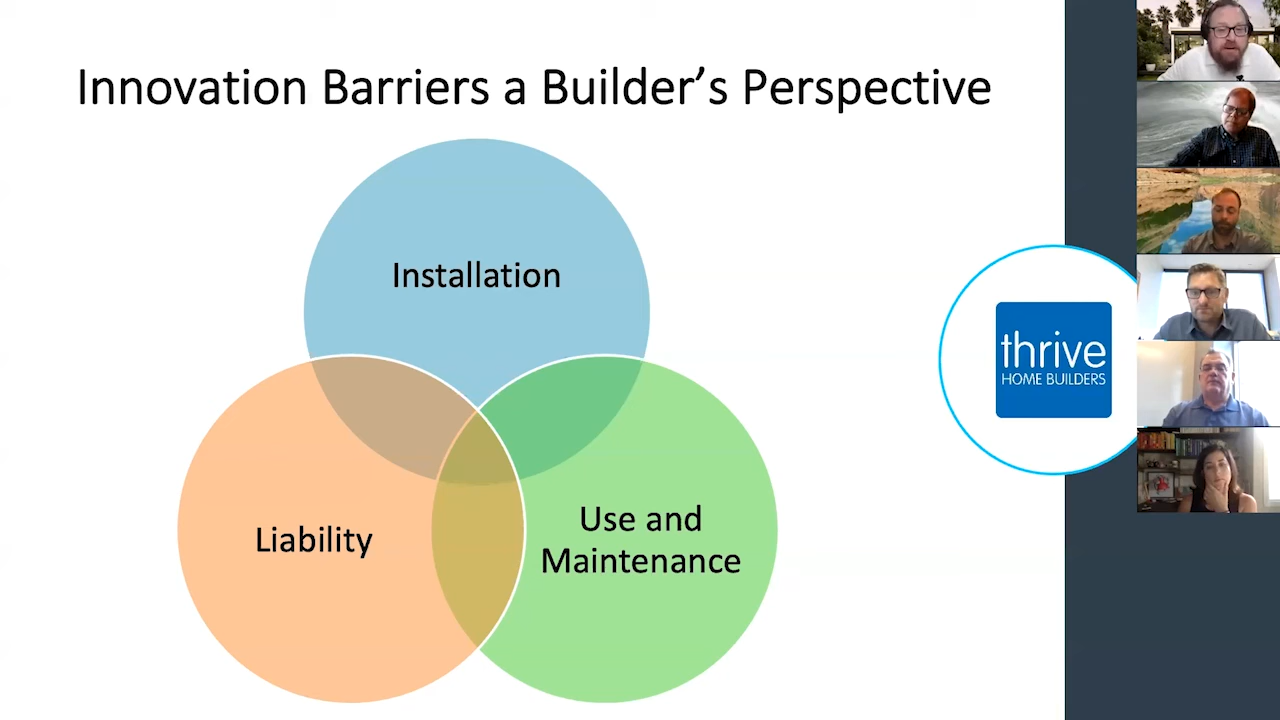 Innovation Barriers a Builder’s Perspective
Installation
Liability
Use and
Maintenance
thrive
HOME BUILDERS